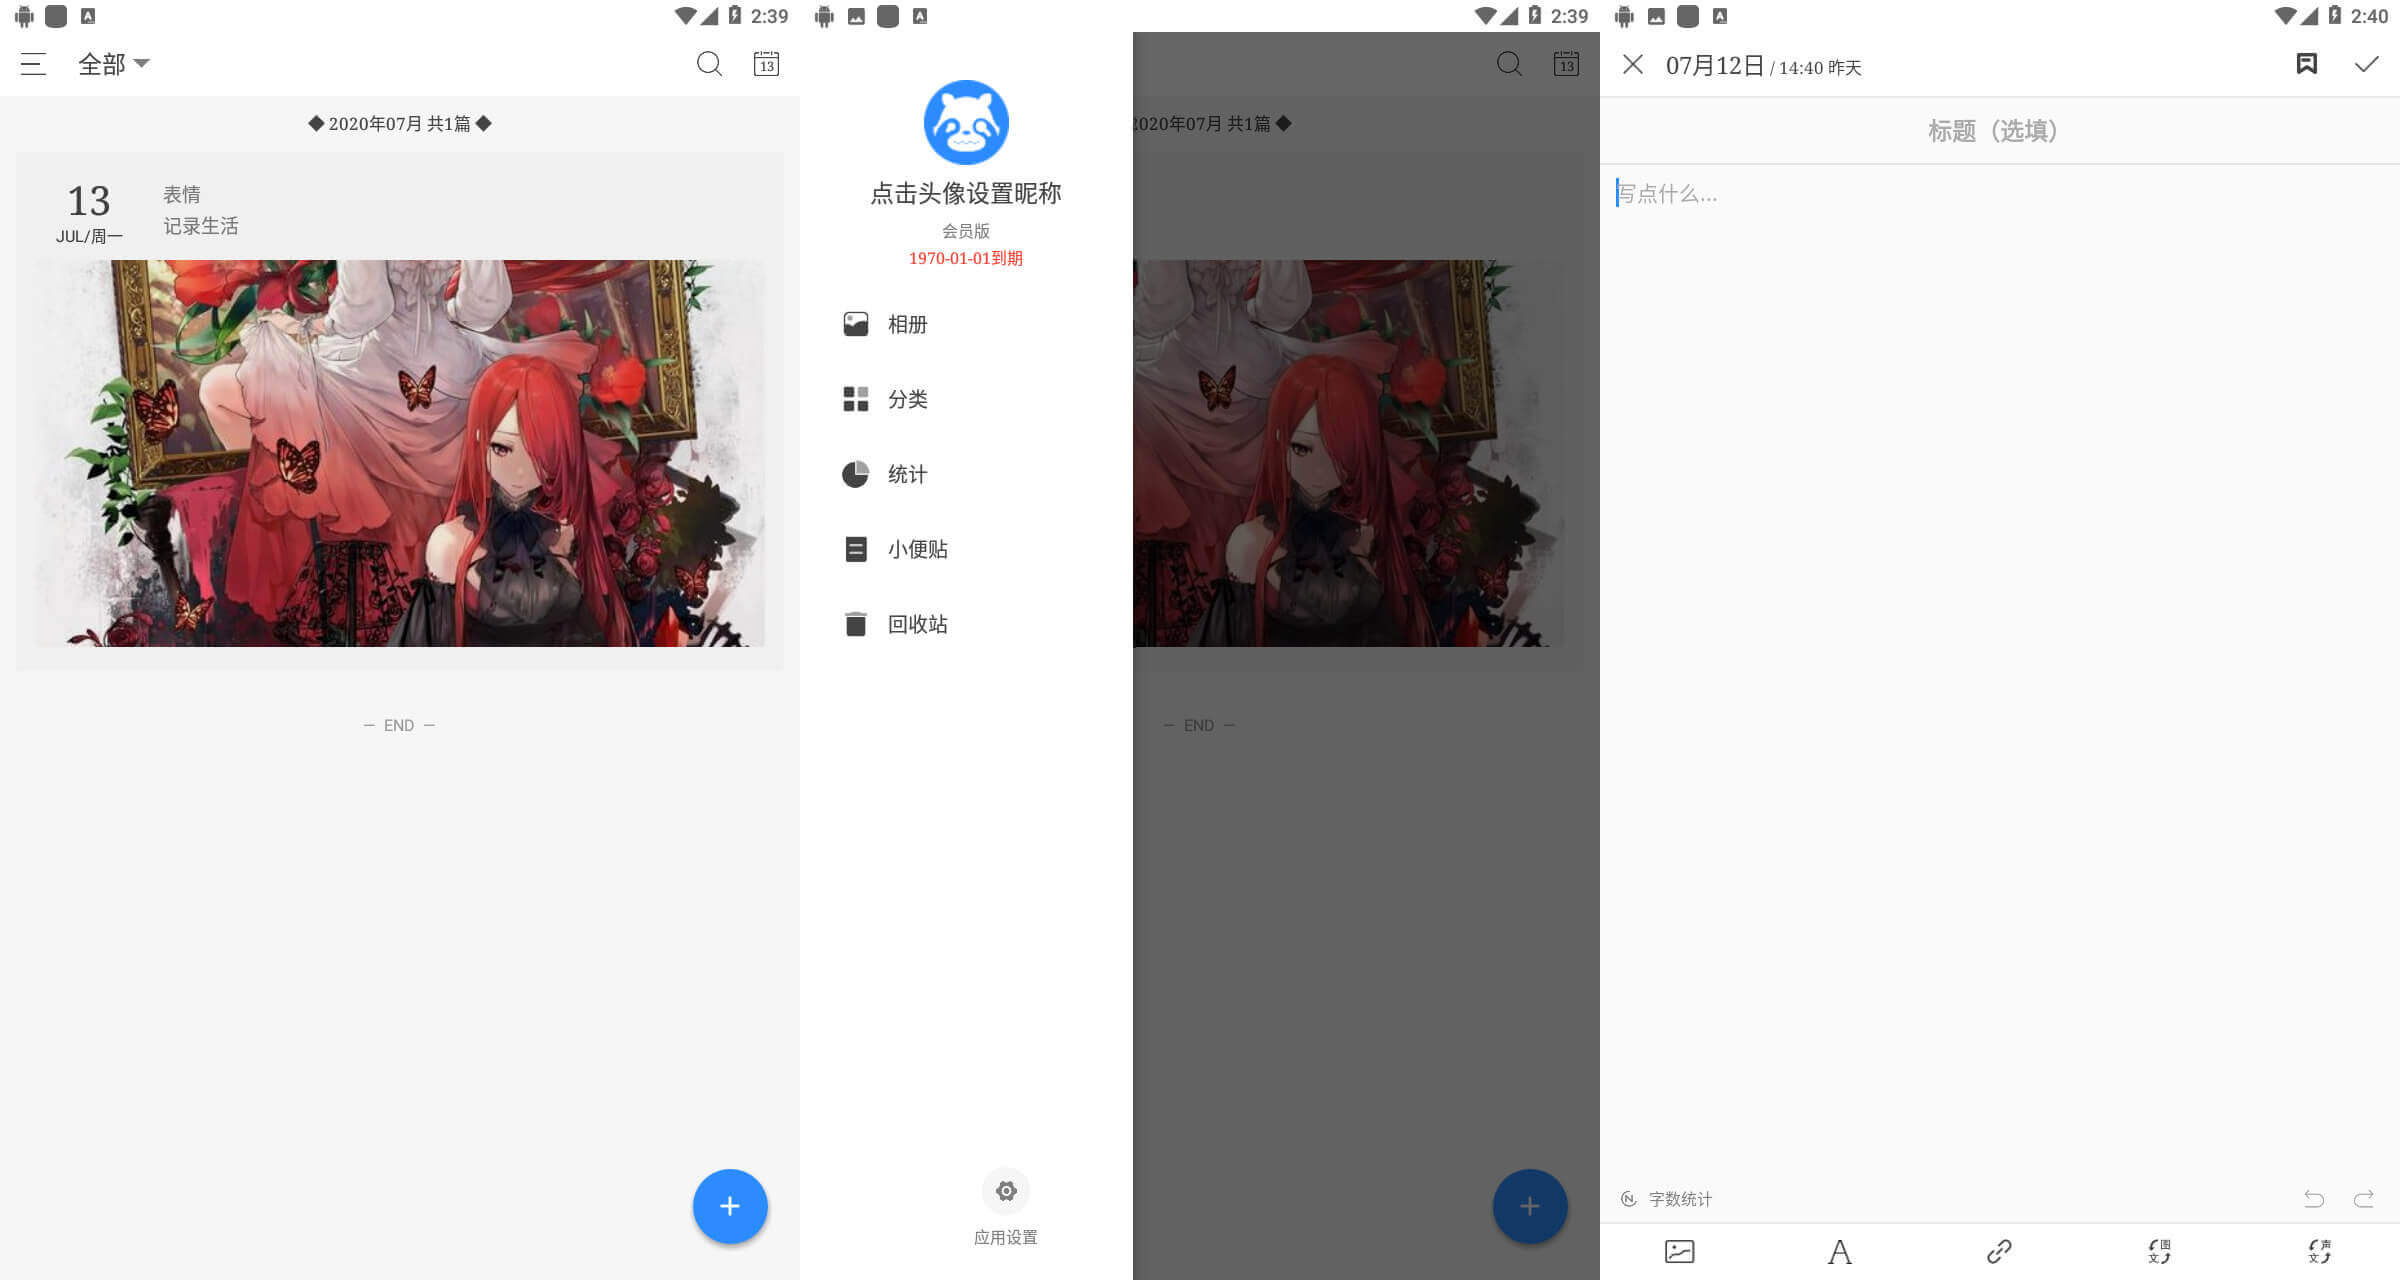 2:39
全部
13
◆ 2020年07月 共1篇 ◆
13
JUL/周一
表情
记录生活
— END —
2:39
点击头像设置昵称
会员版
1970-01-01到期
相册
分类
统计
小便贴
回收站
应用设置
13
2020年07月 共1篇 ◆
— END —
2:40
07月12日 / 14:40 昨天
标题（选填）
写点什么...
字数统计
A
图
文
声
文